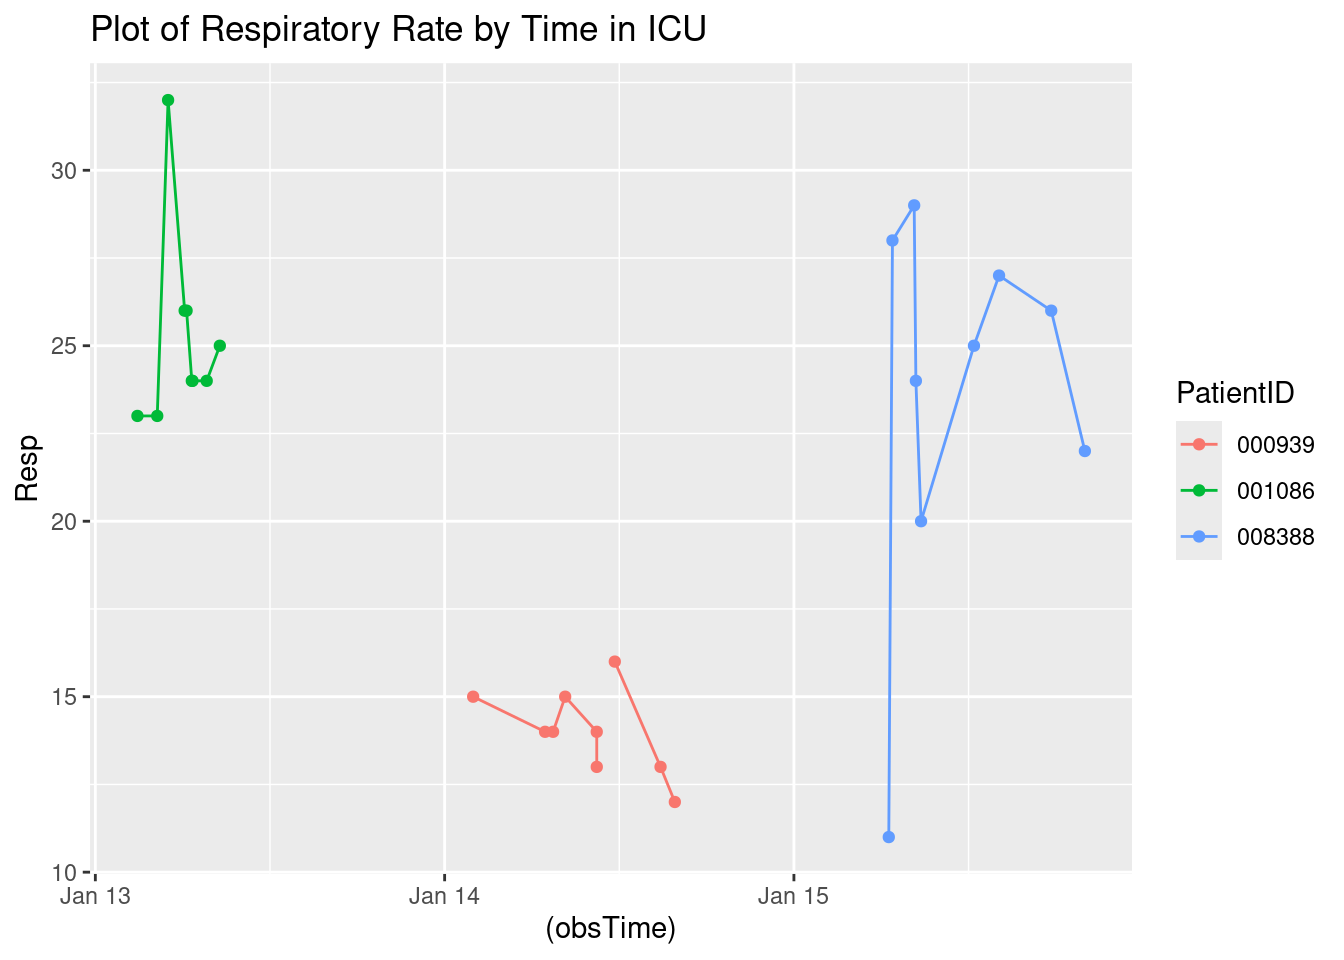 Plot of Respiratory Rate by Time in ICU
30
25
20
15
10
Resp
Jan 13
Jan 14
Jan 15
(obsTime)
PatientID
000939
001086
008388